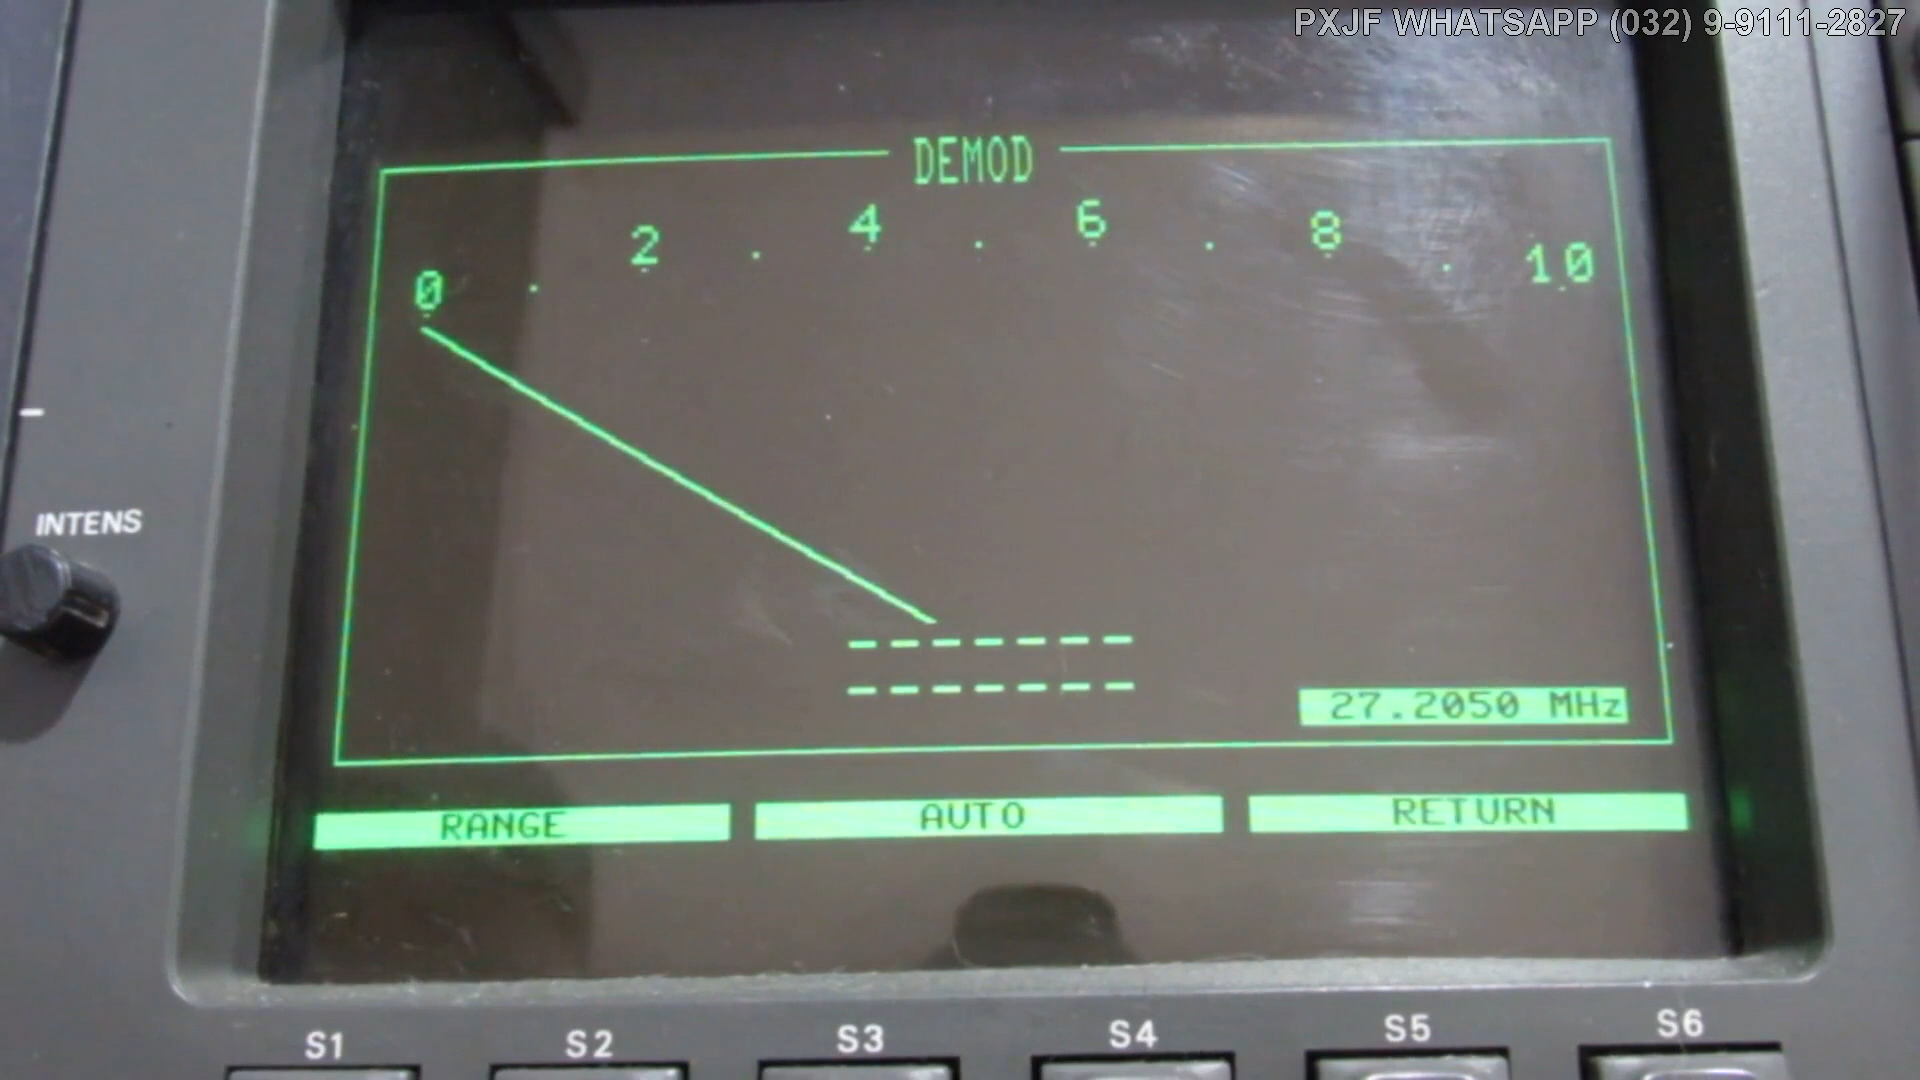 PXJF WHATSAPP (032) 9-9111-2827
DEMOD
0 2 4 6 8 10
INTENS
27.2050 MHz
RANGE AUTO RETURN
S1 S2 S3 S4 S5 S6